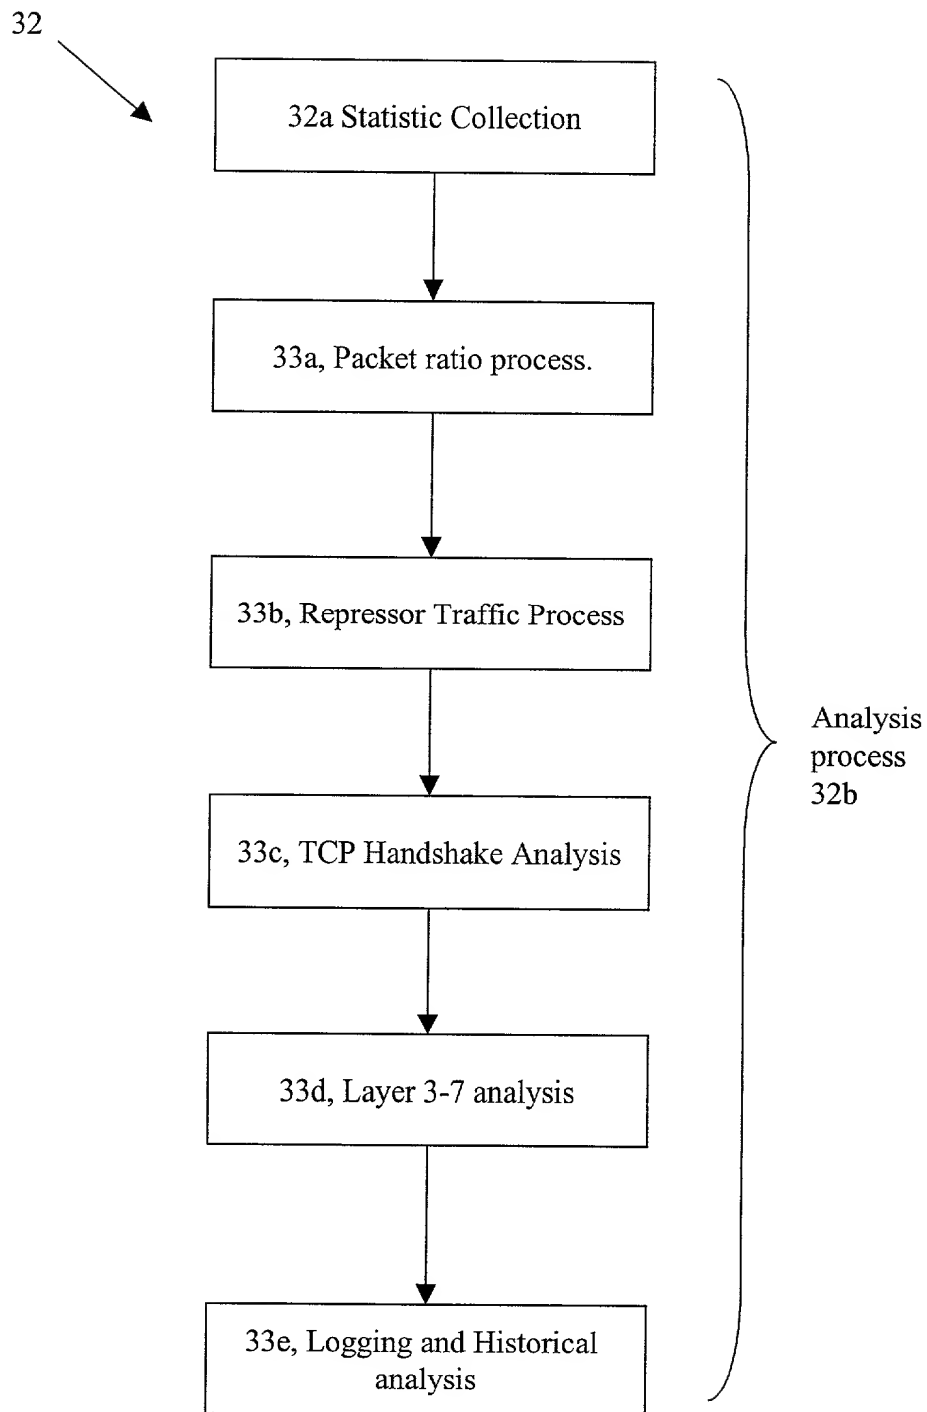 32
32a Statistic Collection
33a, Packet ratio process.
33b, Repressor Traffic Process
33c, TCP Handshake Analysis
33d, Layer 3-7 analysis
33e, Logging and Historical
analysis
Analysis
process
32b